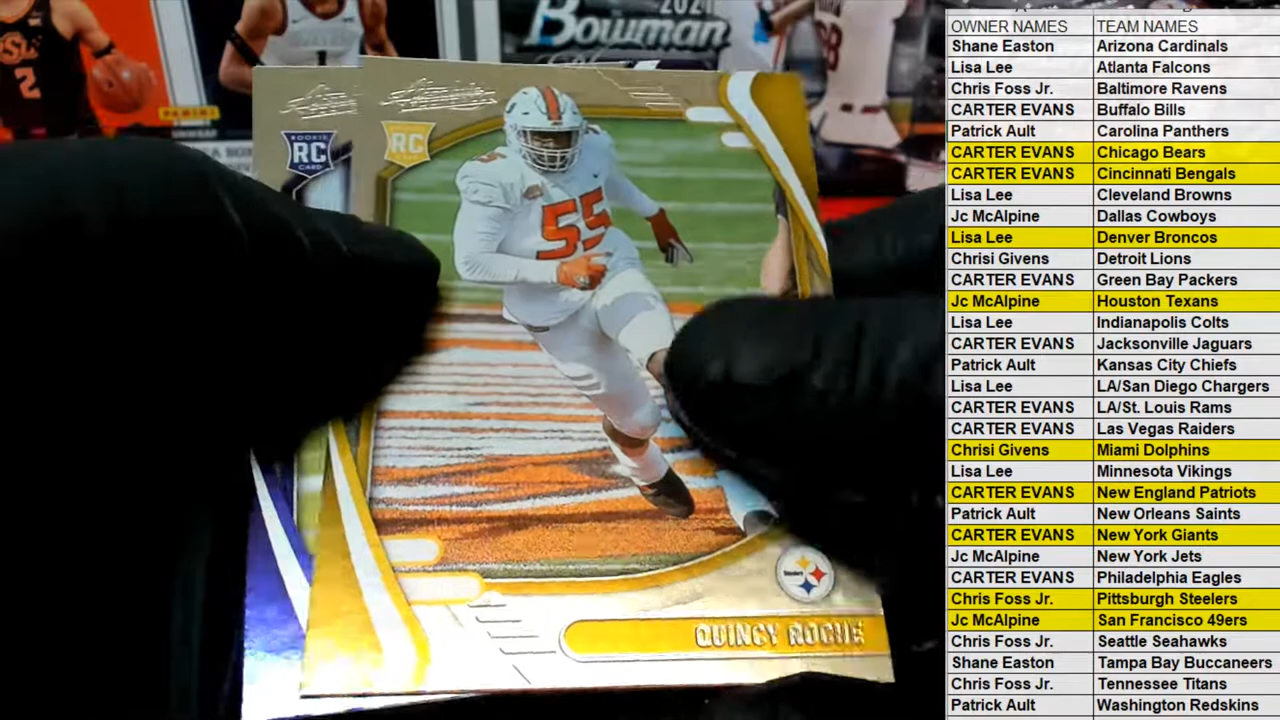 2021
Bowman
2
1
PANINI
Absolute
Absolute
ROOKIE
RC
CARD
RC
55
Steelers
QUINCY ROCHE
OWNER NAMES TEAM NAMES
Shane Easton Arizona Cardinals
Lisa Lee Atlanta Falcons
Chris Foss Jr. Baltimore Ravens
CARTER EVANS Buffalo Bills
Patrick Ault Carolina Panthers
CARTER EVANS Chicago Bears
CARTER EVANS Cincinnati Bengals
Lisa Lee Cleveland Browns
Jc McAlpine Dallas Cowboys
Lisa Lee Denver Broncos
Chrisi Givens Detroit Lions
CARTER EVANS Green Bay Packers
Jc McAlpine Houston Texans
Lisa Lee Indianapolis Colts
CARTER EVANS Jacksonville Jaguars
Patrick Ault Kansas City Chiefs
Lisa Lee LA/San Diego Chargers
CARTER EVANS LA/St. Louis Rams
CARTER EVANS Las Vegas Raiders
Chrisi Givens Miami Dolphins
Lisa Lee Minnesota Vikings
CARTER EVANS New England Patriots
Patrick Ault New Orleans Saints
CARTER EVANS New York Giants
Jc McAlpine New York Jets
CARTER EVANS Philadelphia Eagles
Chris Foss Jr. Pittsburgh Steelers
Jc McAlpine San Francisco 49ers
Chris Foss Jr. Seattle Seahawks
Shane Easton Tampa Bay Buccaneers
Chris Foss Jr. Tennessee Titans
Patrick Ault Washington Redskins